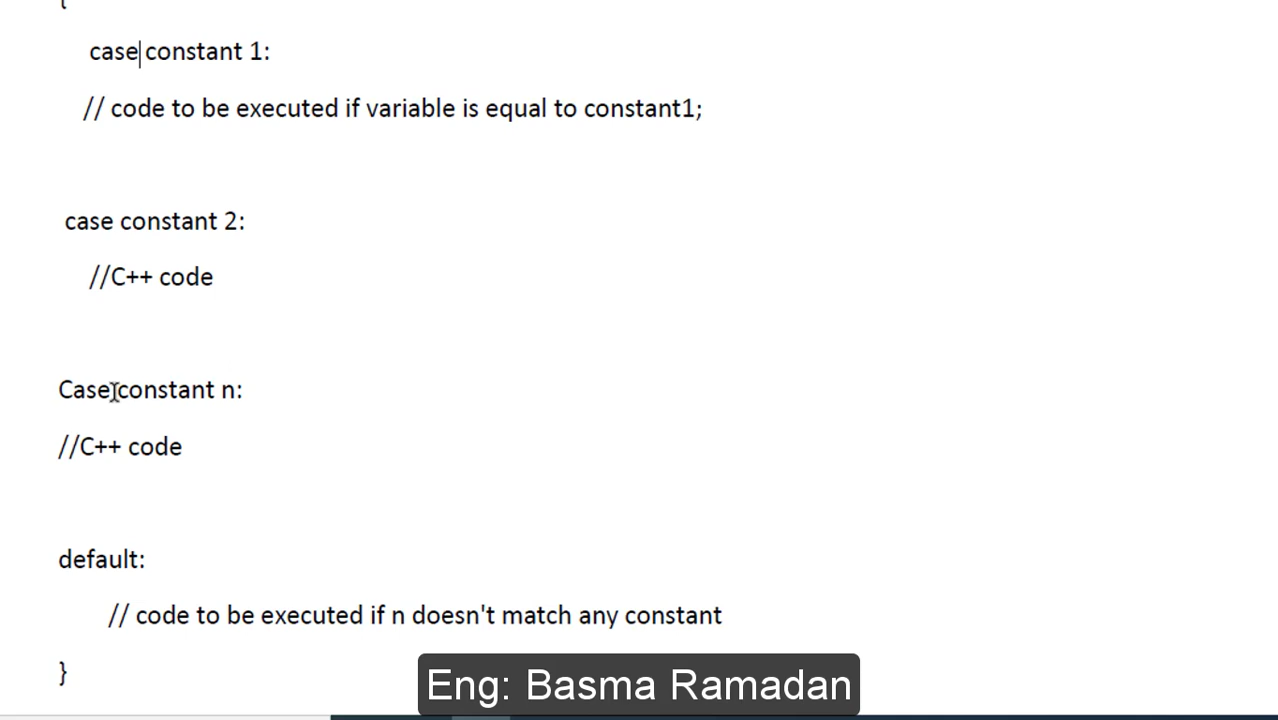 {
case constant 1:
// code to be executed if variable is equal to constant1;
case constant 2:
//C++ code
Case constant n:
//C++ code
default:
// code to be executed if n doesn't match any constant
}
Eng: Basma Ramadan